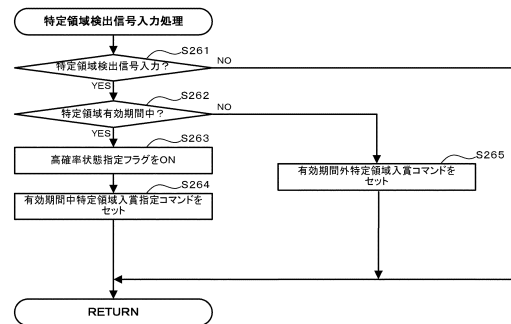 特定領域検出信号入力処理
S261
特定領域検出信号入力？
NO
YES
S262
特定領域有効期間中？
NO
YES
S263
高確率状態指定フラグをON
S264
有効期間中特定領域入賞指定コマンドを
セット
S265
有効期間外特定領域入賞コマンドを
セット
RETURN